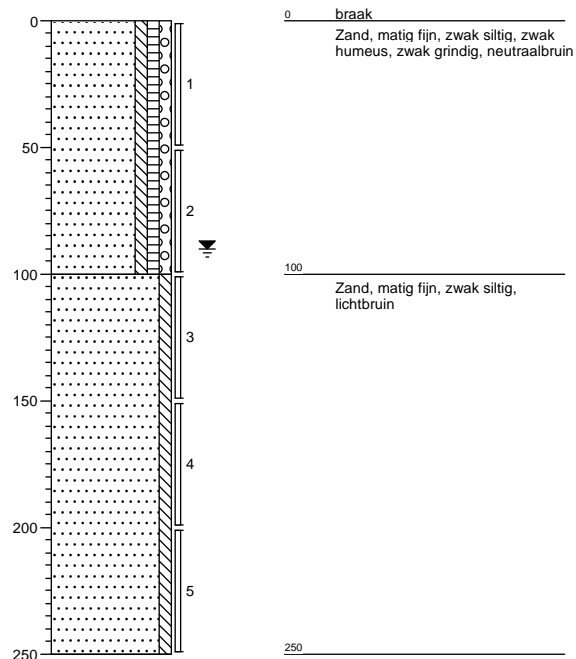 0
50
100
150
200
250
1
2
3
4
5
0 braak
Zand, matig fijn, zwak siltig, zwak
humeus, zwak grindig, neutraalbruin
100
Zand, matig fijn, zwak siltig,
lichtbruin
250